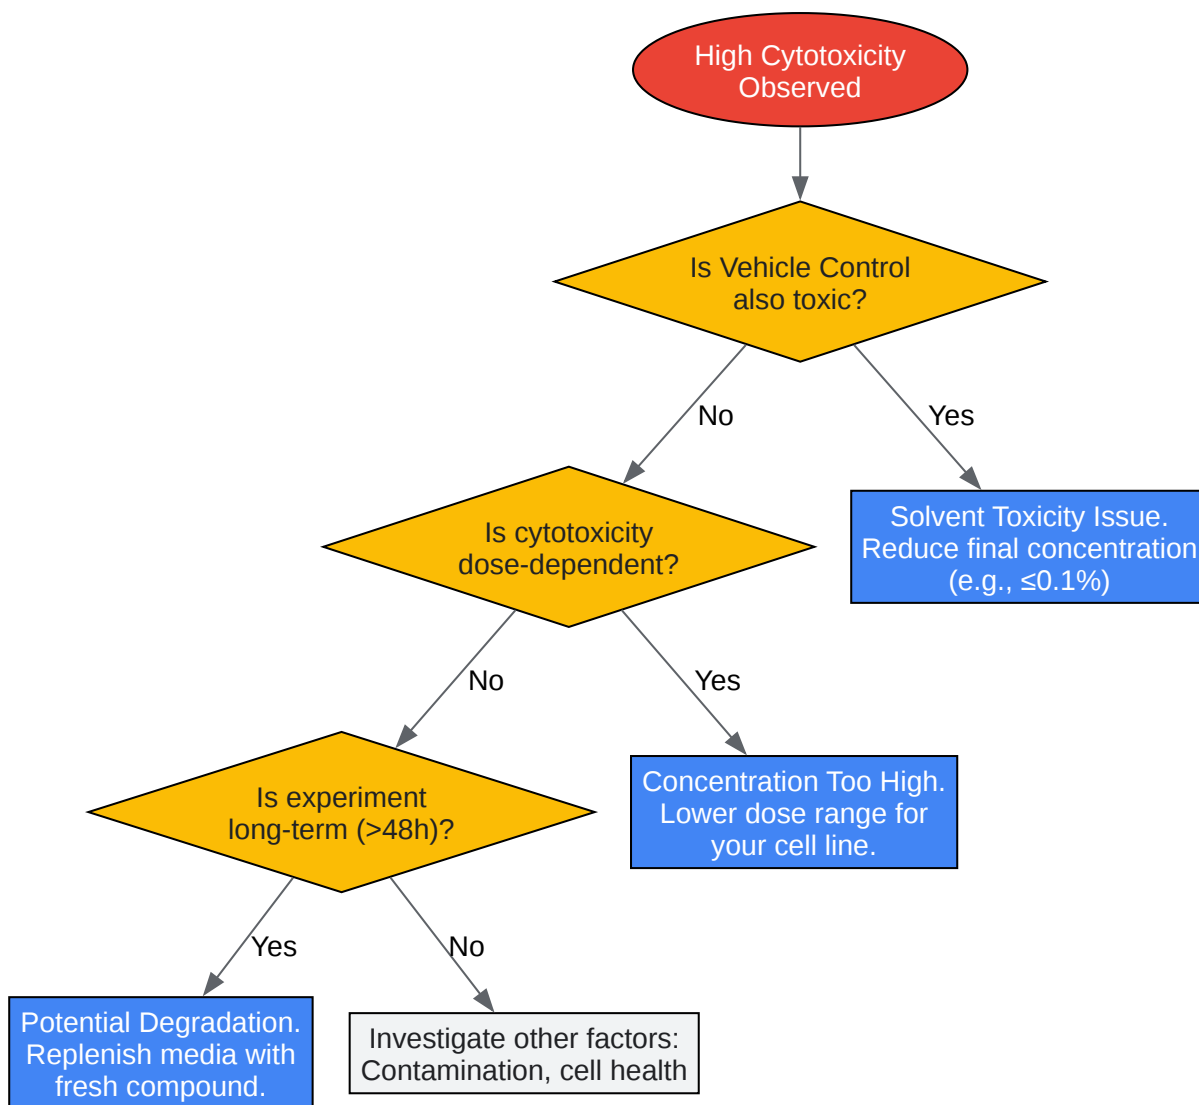 High Cytotoxicity
Observed
Is Vehicle Control
also toxic?
No
Yes
Is cytotoxicity
dose-dependent?
Solvent Toxicity Issue.
Reduce final concentration
(e.g., ≤0.1%)
No
Yes
Is experiment
long-term (>48h)?
Concentration Too High.
Lower dose range for
your cell line.
Yes
No
Potential Degradation.
Replenish media with
fresh compound.
Investigate other factors:
Contamination, cell health